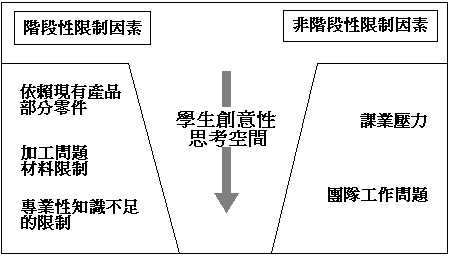 階段性限制因素
非階段性限制因素
依賴現有產品
部分零件
加工問題
材料限制
專業性知識不足
的限制
學生創意性
思考空間
課業壓力
團隊工作問題